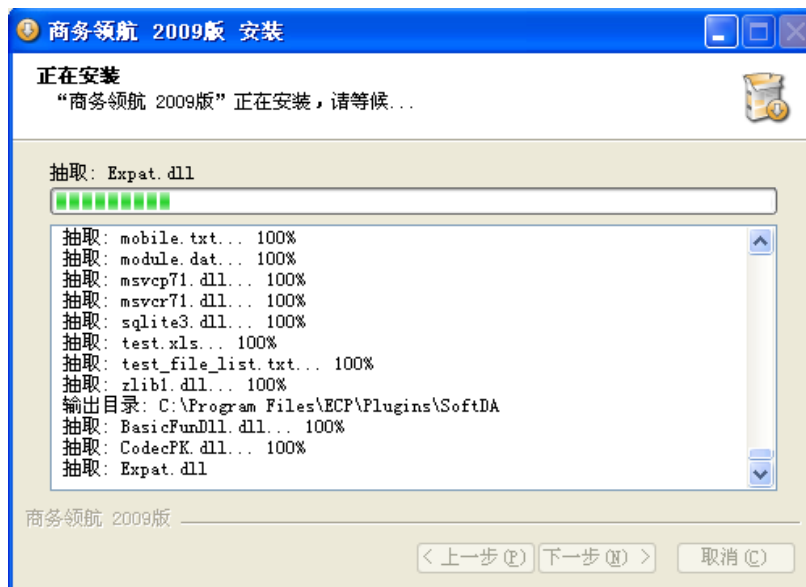 商务领航 2009版 安装
正在安装
“商务领航 2009版”正在安装，请等候...
抽取: Expat.dll
抽取: mobile.txt... 100%
抽取: module.dat... 100%
抽取: msvcp71.dll... 100%
抽取: msvcr71.dll... 100%
抽取: sqlite3.dll... 100%
抽取: test.xls... 100%
抽取: test_file_list.txt... 100%
抽取: zlib1.dll... 100%
输出目录: C:\Program Files\ECP\Plugins\SoftDA
抽取: BasicFunDll.dll... 100%
抽取: CodecPK.dll... 100%
抽取: Expat.dll
商务领航 2009版
< 上一步(P) 下一步(N) > 取消(C)